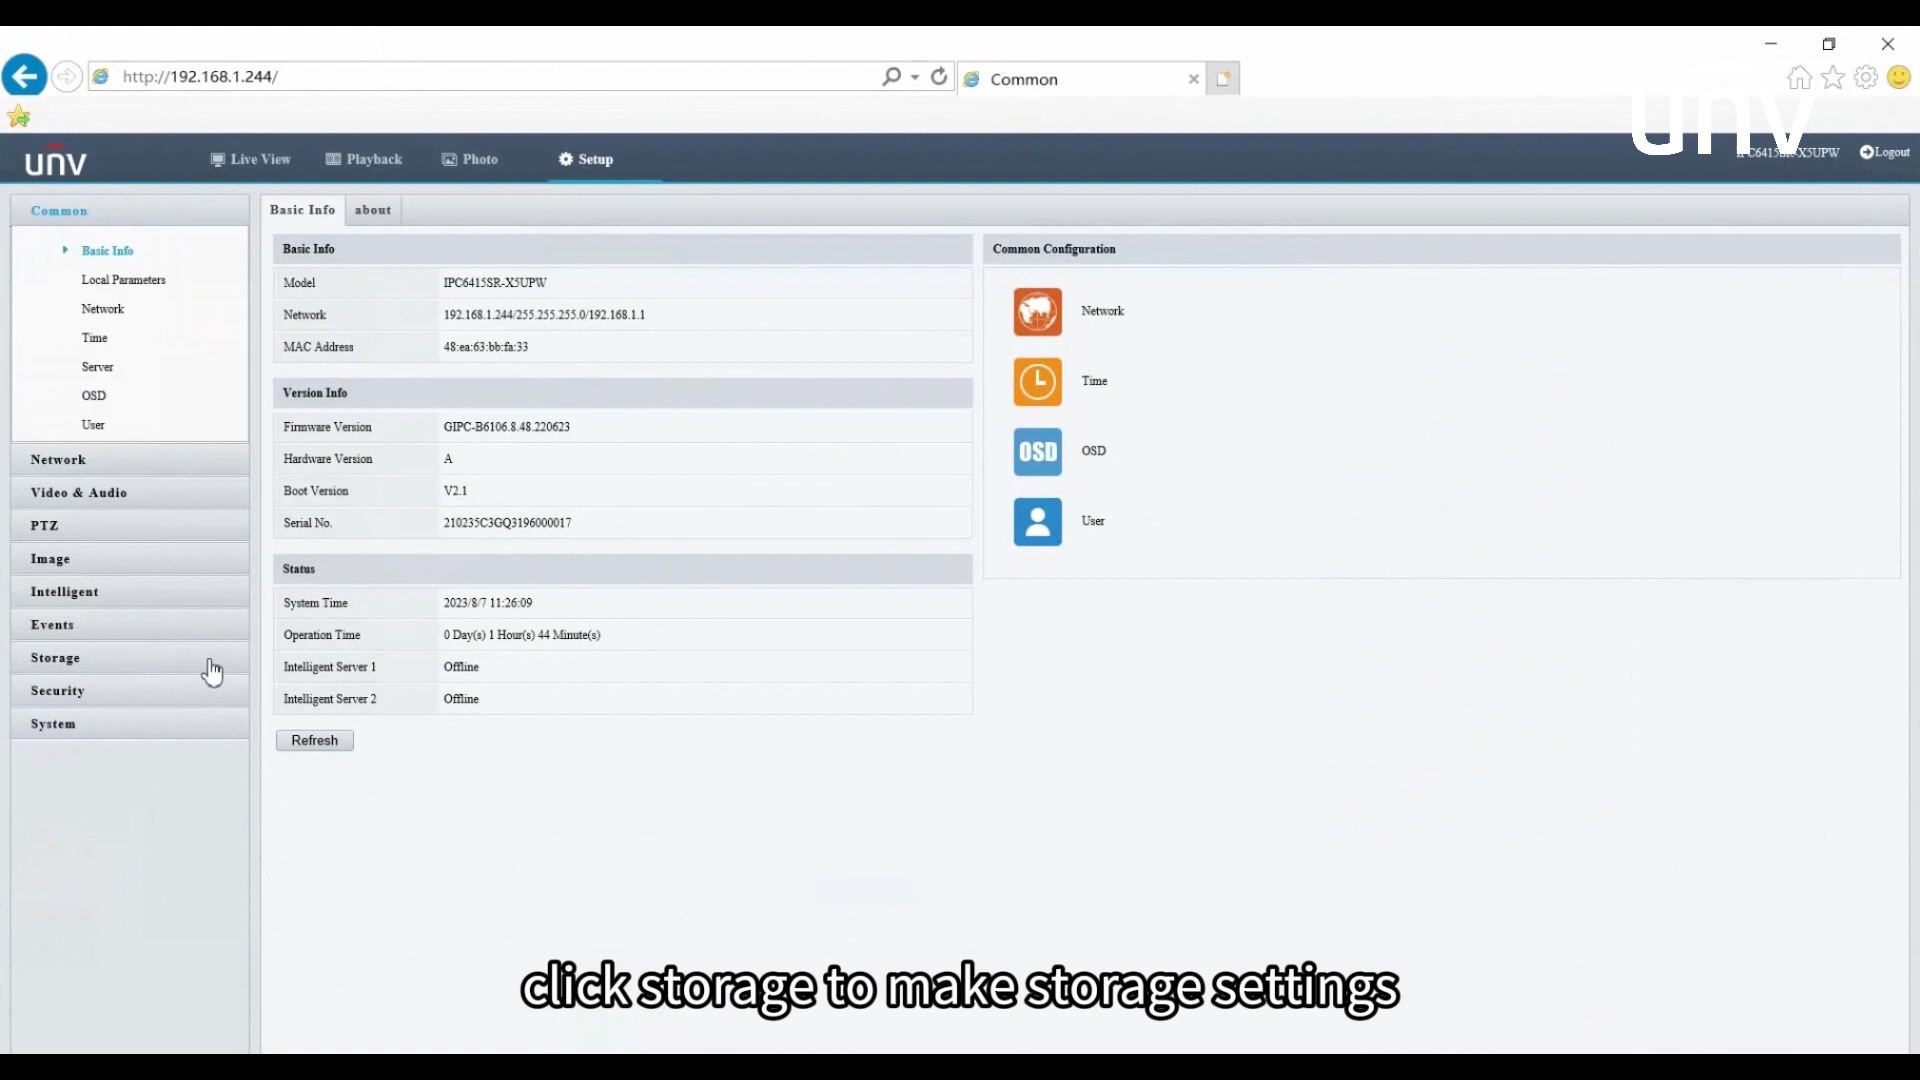 http://192.168.1.244/
Common
unv
unv
Live View
Playback
Photo
Setup
Logout
Common
Basic Info
Local Parameters
Network
Time
Server
OSD
User
Network
Video & Audio
PTZ
Image
Intelligent
Events
Storage
Security
System
Basic Info
about
Basic Info
Model IPC6415SR-X5UPW
Network 192.168.1.244/255.255.255.0/192.168.1.1
MAC Address 48:ea:63:bb:fa:33
Version Info
Firmware Version GIPC-B6106.8.48.220623
Hardware Version A
Boot Version V2.1
Serial No. 210235C3GQ3196000017
Status
System Time 2023/8/7 11:26:09
Operation Time 0 Day(s) 1 Hour(s) 44 Minute(s)
Intelligent Server 1 Offline
Intelligent Server 2 Offline
Refresh
Common Configuration
Network
Time
OSD OSD
User
click storage to make storage settings